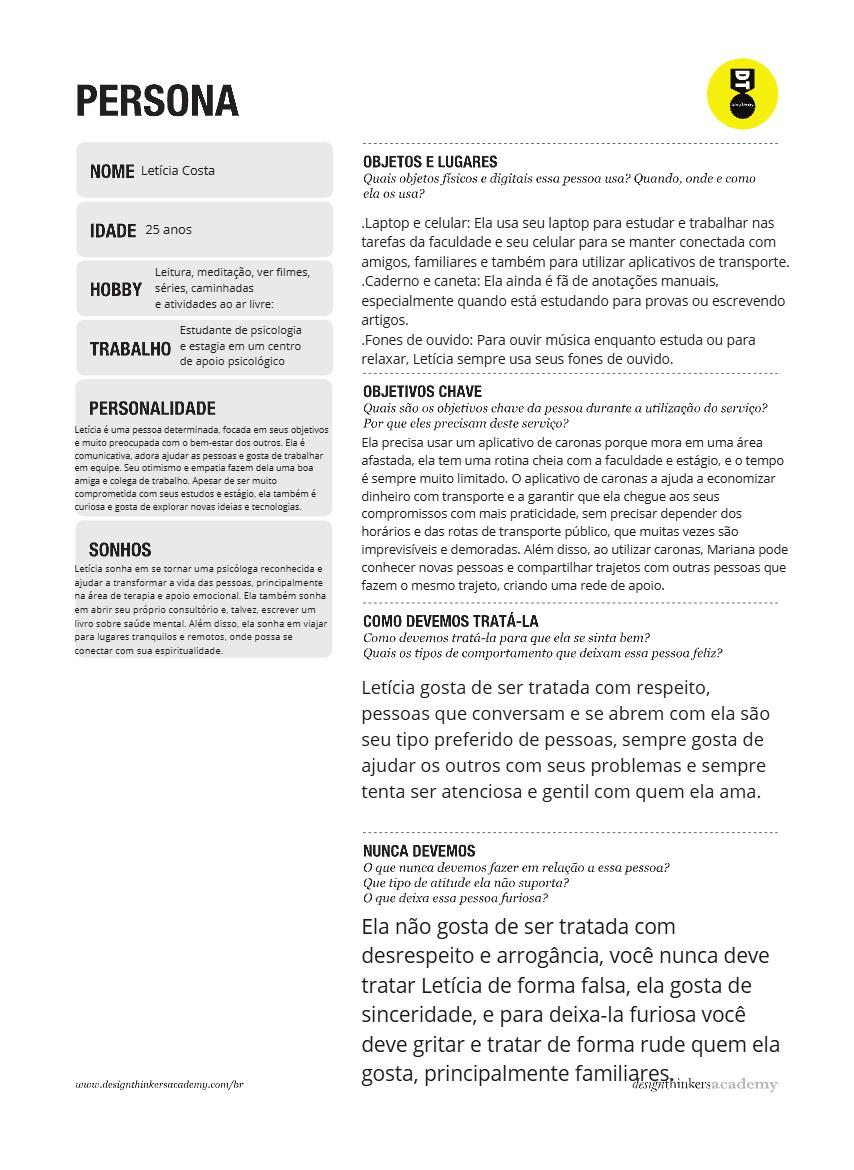 PERSONA
DT
academy
NOME Letícia Costa
IDADE 25 anos
HOBBY
Leitura, meditação, ver filmes,
séries, caminhadas
e atividades ao ar livre:
TRABALHO
Estudante de psicologia
e estagia em um centro
de apoio psicológico
PERSONALIDADE
Letícia é uma pessoa determinada, focada em seus objetivos
e muito preocupada com o bem-estar dos outros. Ela é
comunicativa, adora ajudar as pessoas e gosta de trabalhar
em equipe. Seu otimismo e empatia fazem dela uma boa
amiga e colega de trabalho. Apesar de ser muito
comprometida com seus estudos e estágio, ela também é
curiosa e gosta de explorar novas ideias e tecnologias.
SONHOS
Letícia sonha em se tornar uma psicóloga reconhecida e
ajudar a transformar a vida das pessoas, principalmente
na área de terapia e apoio emocional. Ela também sonha
em abrir seu próprio consultório e, talvez, escrever um
livro sobre saúde mental. Além disso, ela sonha em viajar
para lugares tranquilos e remotos, onde possa se
conectar com sua espiritualidade.
OBJETOS E LUGARES
Quais objetos físicos e digitais essa pessoa usa? Quando, onde e como
ela os usa?
.Laptop e celular: Ela usa seu laptop para estudar e trabalhar nas
tarefas da faculdade e seu celular para se manter conectada com
amigos, familiares e também para utilizar aplicativos de transporte.
.Caderno e caneta: Ela ainda é fã de anotações manuais,
especialmente quando está estudando para provas ou escrevendo
artigos.
.Fones de ouvido: Para ouvir música enquanto estuda ou para
relaxar, Letícia sempre usa seus fones de ouvido.
OBJETIVOS CHAVE
Quais são os objetivos chave da pessoa durante a utilização do serviço?
Por que eles precisam deste serviço?
Ela precisa usar um aplicativo de caronas porque mora em uma área
afastada, ela tem uma rotina cheia com a faculdade e estágio, e o tempo
é sempre muito limitado. O aplicativo de caronas a ajuda a economizar
dinheiro com transporte e a garantir que ela chegue aos seus
compromissos com mais praticidade, sem precisar depender dos
horários e das rotas de transporte público, que muitas vezes são
imprevisíveis e demoradas. Além disso, ao utilizar caronas, Mariana pode
conhecer novas pessoas e compartilhar trajetos com outras pessoas que
fazem o mesmo trajeto, criando uma rede de apoio.
COMO DEVEMOS TRATÁ-LA
Como devemos tratá-la para que ela se sinta bem?
Quais os tipos de comportamento que deixam essa pessoa feliz?
Letícia gosta de ser tratada com respeito,
pessoas que conversam e se abrem com ela são
seu tipo preferido de pessoas, sempre gosta de
ajudar os outros com seus problemas e sempre
tenta ser atenciosa e gentil com quem ela ama.
NUNCA DEVEMOS
O que nunca devemos fazer em relação a essa pessoa?
Que tipo de atitude ela não suporta?
O que deixa essa pessoa furiosa?
Ela não gosta de ser tratada com
desrespeito e arrogância, você nunca deve
tratar Letícia de forma falsa, ela gosta de
sinceridade, e para deixa-la furiosa você
deve gritar e tratar de forma rude quem ela
gosta, principalmente familiares.
www.designthinkersacademy.com/br
designthinkersacademy